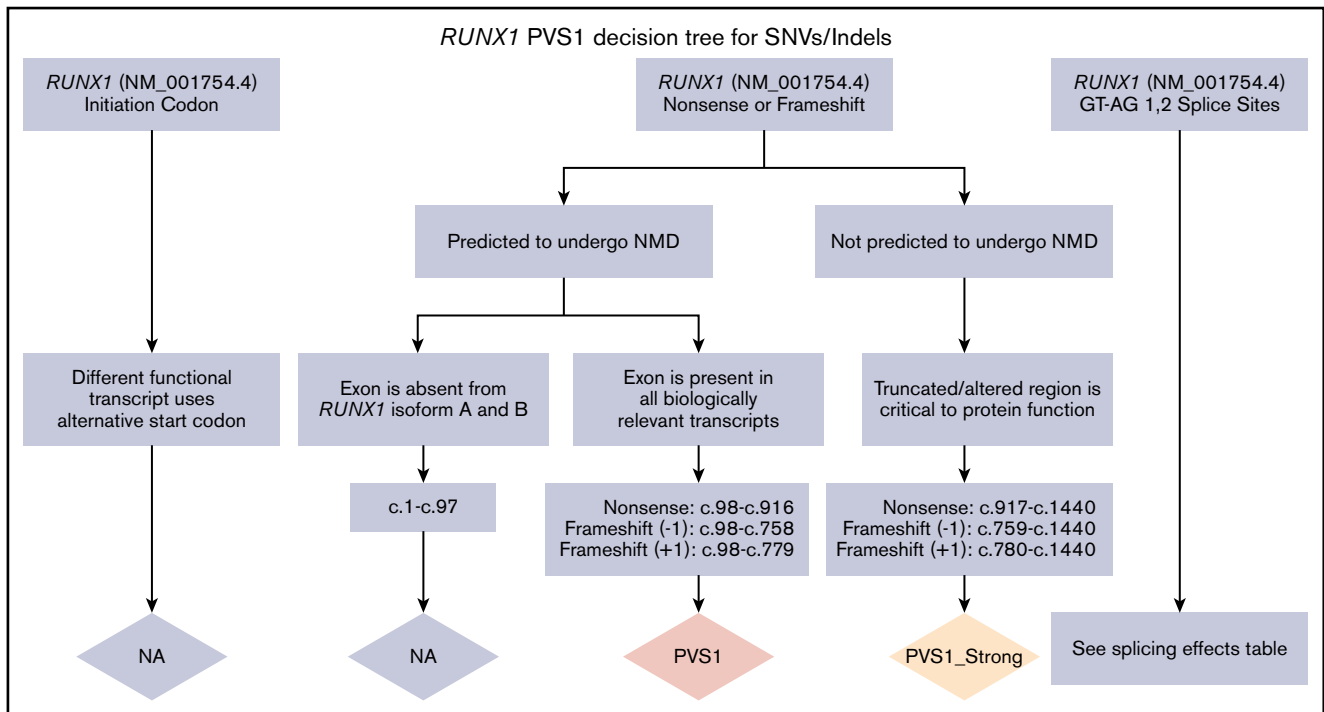 RUNX1 PVS1 decision tree for SNVs/Indels
RUNX1 (NM_001754.4)
Initiation Codon
RUNX1 (NM_001754.4)
Nonsense or Frameshift
RUNX1 (NM_001754.4)
GT-AG 1,2 Splice Sites
Predicted to undergo NMD
Not predicted to undergo NMD
Different functional
transcript uses
alternative start codon
Exon is absent from
RUNX1 isoform A and B
Exon is present in
all biologically
relevant transcripts
Truncated/altered region is
critical to protein function
c.1-c.97
Nonsense: c.98-c.916
Frameshift (-1): c.98-c.758
Frameshift (+1): c.98-c.779
Nonsense: c.917-c.1440
Frameshift (-1): c.759-c.1440
Frameshift (+1): c.780-c.1440
NA
NA
PVS1
PVS1_Strong
See splicing effects table